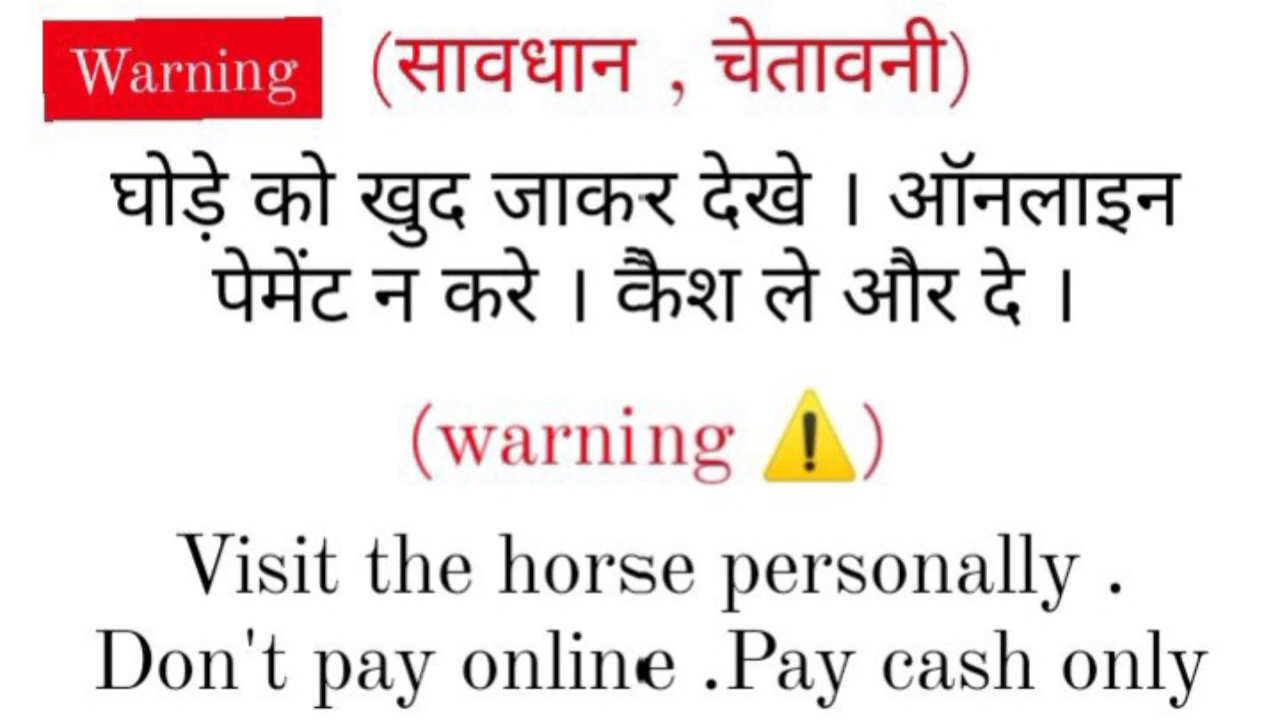 Warning (सावधान , चेतावनी)
घोड़े को खुद जाकर देखे । ऑनलाइन
पेमेंट न करे । कैश ले और दे ।
(warning ⚠️)
Visit the horse personally .
Don't pay online .Pay cash only